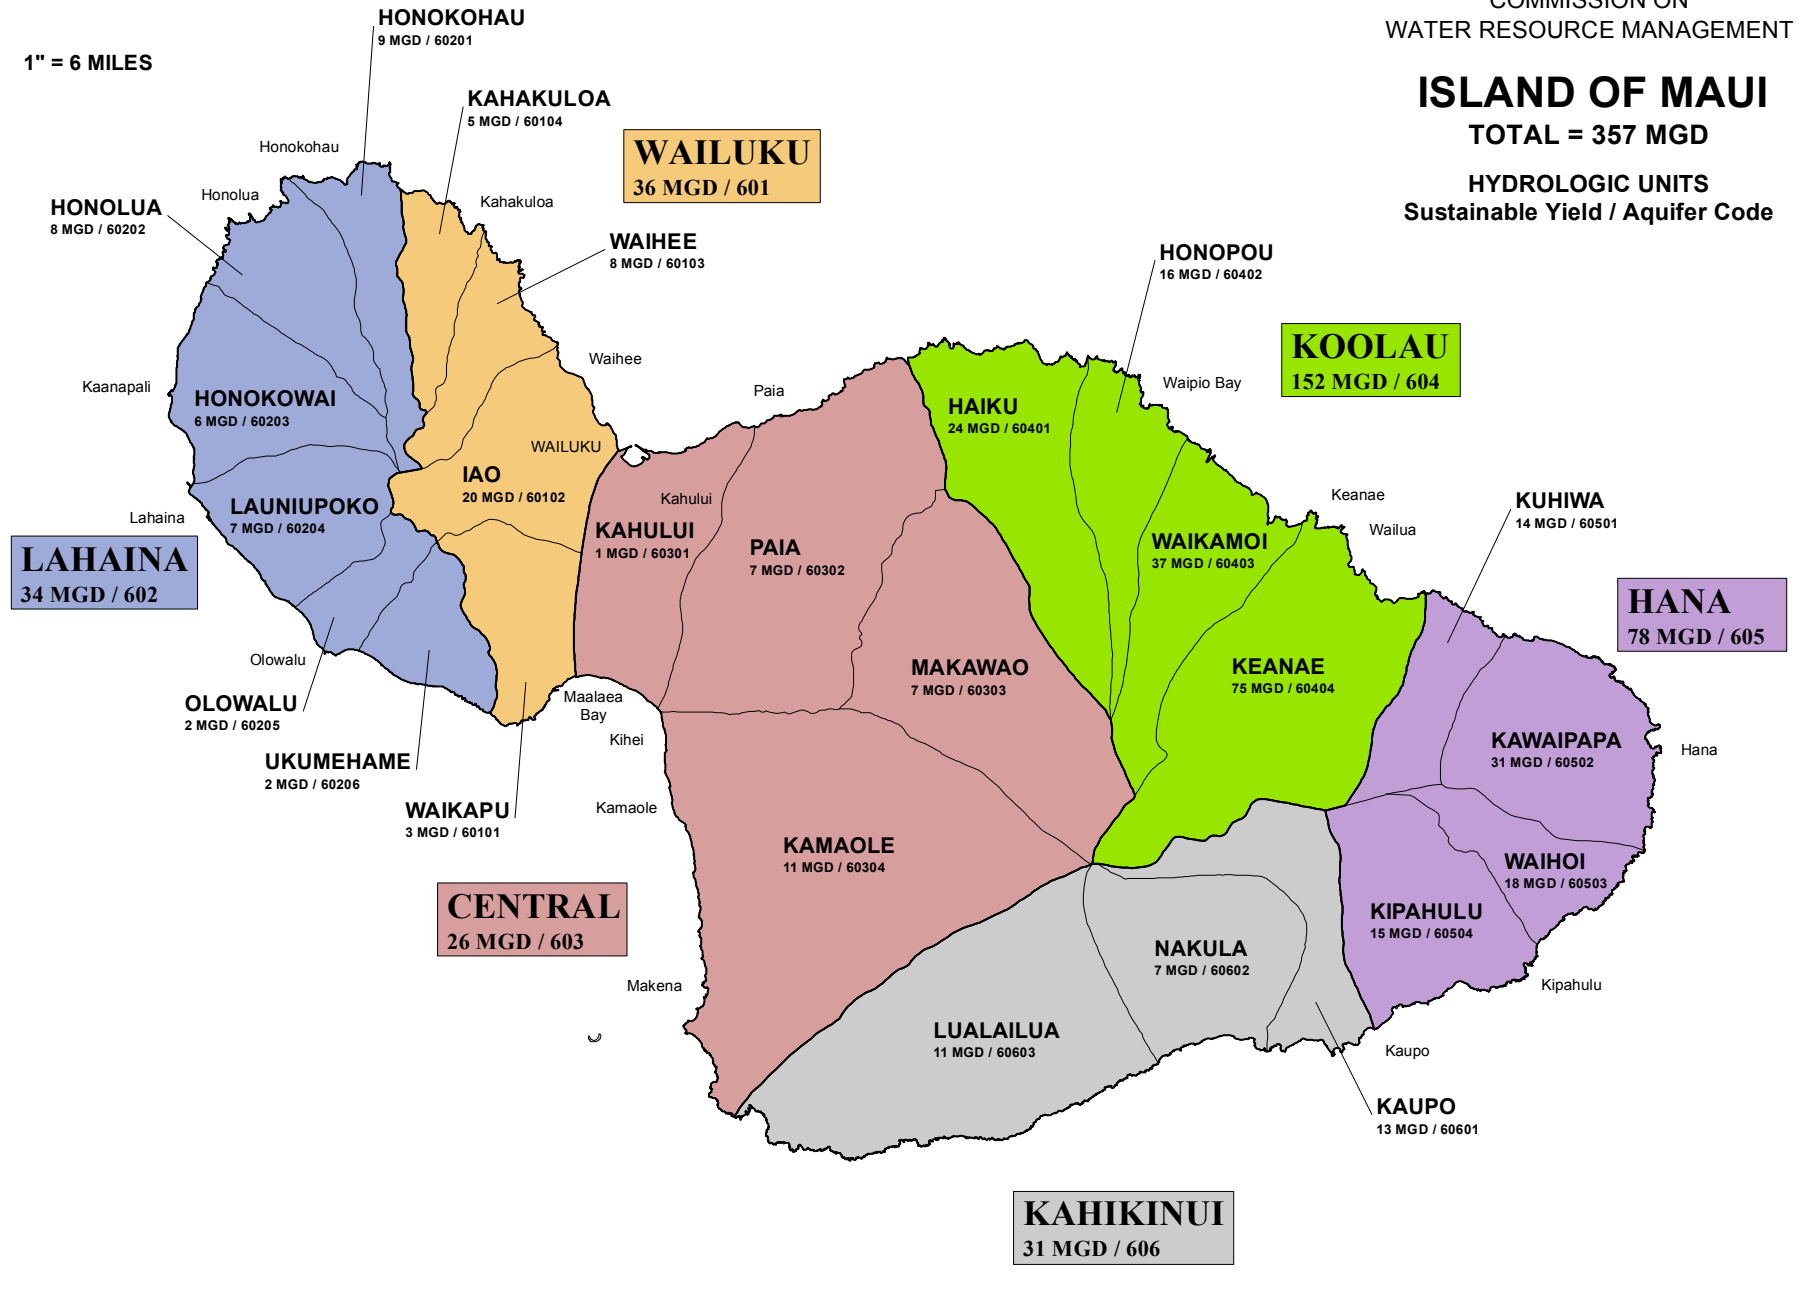 COMMISSION ON
WATER RESOURCE MANAGEMENT
ISLAND OF MAUI
TOTAL = 357 MGD
HYDROLOGIC UNITS
Sustainable Yield / Aquifer Code
1" = 6 MILES
HONOKOHAU
9 MGD / 60201
KAHAKULOA
5 MGD / 60104
WAILUKU
36 MGD / 601
Honokohau
Honolua
Kahakuloa
HONOLUA
8 MGD / 60202
WAIHEE
8 MGD / 60103
HONOPOU
16 MGD / 60402
KOOLAU
152 MGD / 604
Waihee
Kaanapali
Paia
Waipio Bay
HONOKOWAI
6 MGD / 60203
HAIKU
24 MGD / 60401
WAILUKU
IAO
20 MGD / 60102
LAUNIUPOKO
7 MGD / 60204
Lahaina
Kahului
KAHULUI
1 MGD / 60301
PAIA
7 MGD / 60302
WAIKAMOI
37 MGD / 60403
Keanae
Wailua
KUHIWA
14 MGD / 60501
LAHAINA
34 MGD / 602
HANA
78 MGD / 605
Olowalu
OLOWALU
2 MGD / 60205
Maalaea
Bay
Kihei
MAKAWAO
7 MGD / 60303
KEANAE
75 MGD / 60404
KAWAIPAPA
31 MGD / 60502
Hana
UKUMEHAME
2 MGD / 60206
WAIKAPU
3 MGD / 60101
Kamaole
KAMAOLE
11 MGD / 60304
WAIHOI
18 MGD / 60503
CENTRAL
26 MGD / 603
KIPAHULU
15 MGD / 60504
NAKULA
7 MGD / 60602
Makena
Kipahulu
LUALAILUA
11 MGD / 60603
Kaupo
KAUPO
13 MGD / 60601
KAHIKINUI
31 MGD / 606